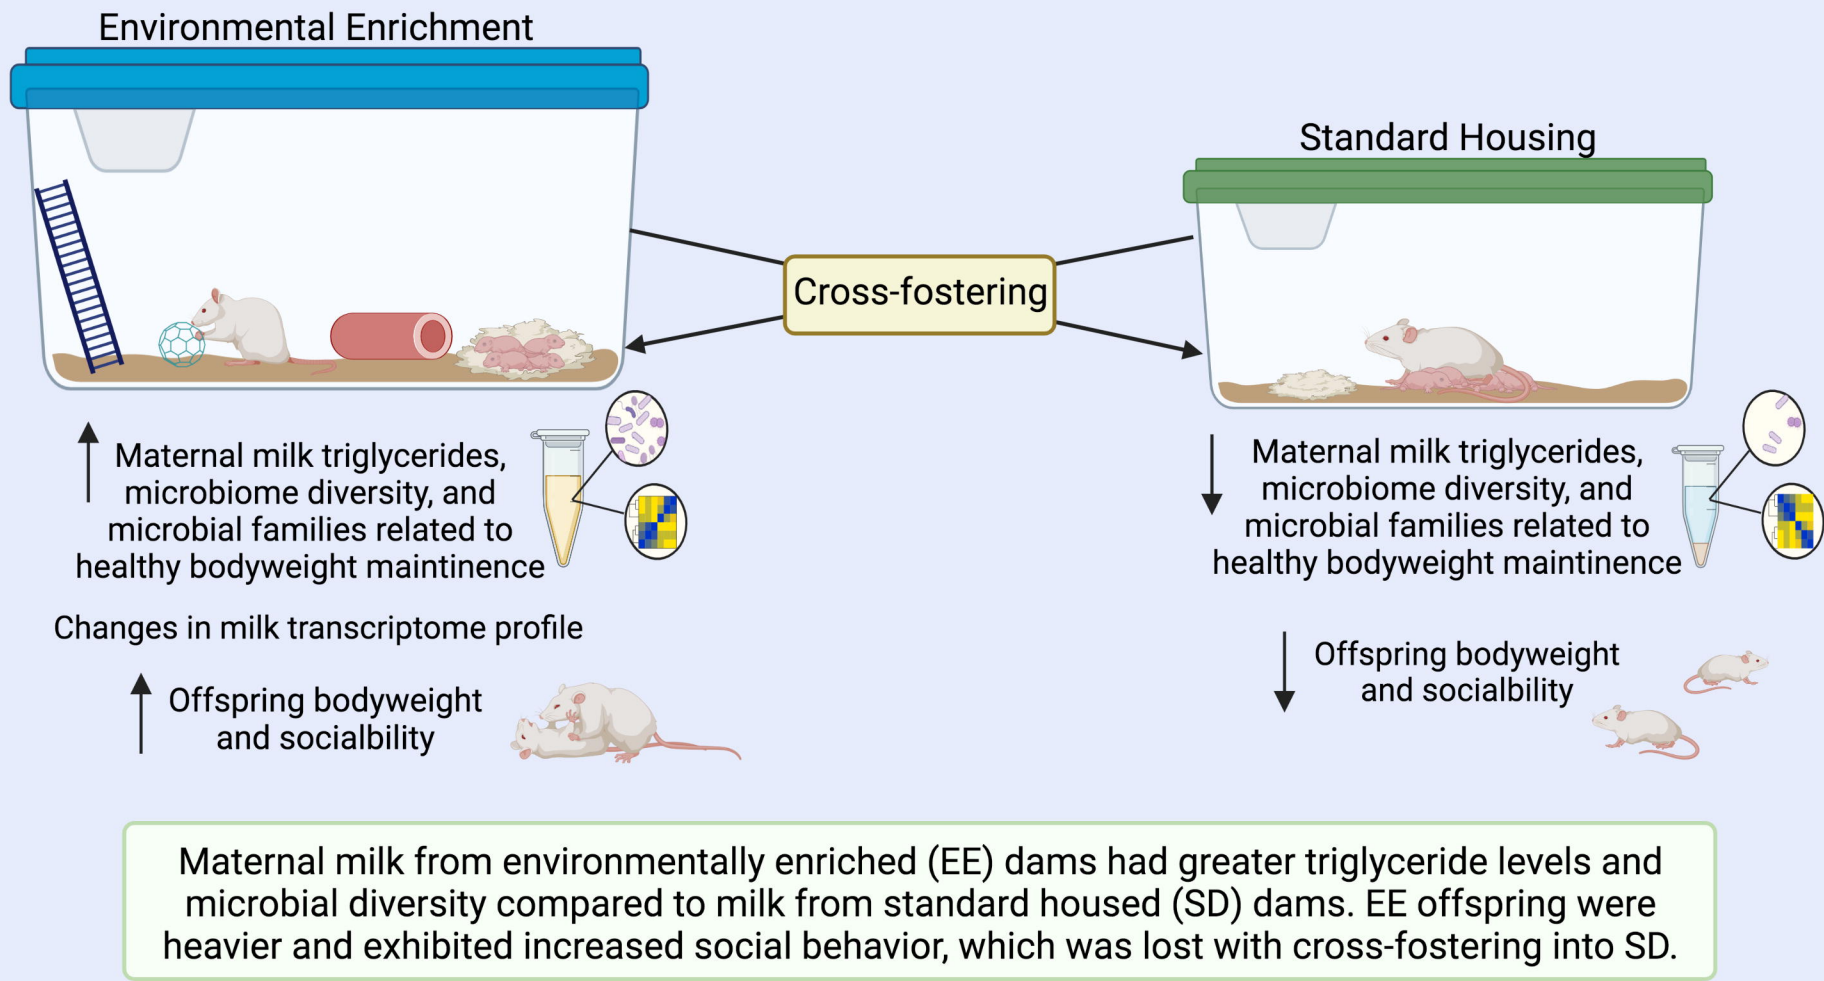 Environmental Enrichment
Standard Housing
Cross-fostering
Maternal milk triglycerides,
microbiome diversity, and
microbial families related to
healthy bodyweight maintinence
Changes in milk transcriptome profile
Offspring bodyweight
and socialbility
Maternal milk triglycerides,
microbiome diversity, and
microbial families related to
healthy bodyweight maintinence
Offspring bodyweight
and socialbility
Maternal milk from environmentally enriched (EE) dams had greater triglyceride levels and
microbial diversity compared to milk from standard housed (SD) dams. EE offspring were
heavier and exhibited increased social behavior, which was lost with cross-fostering into SD.